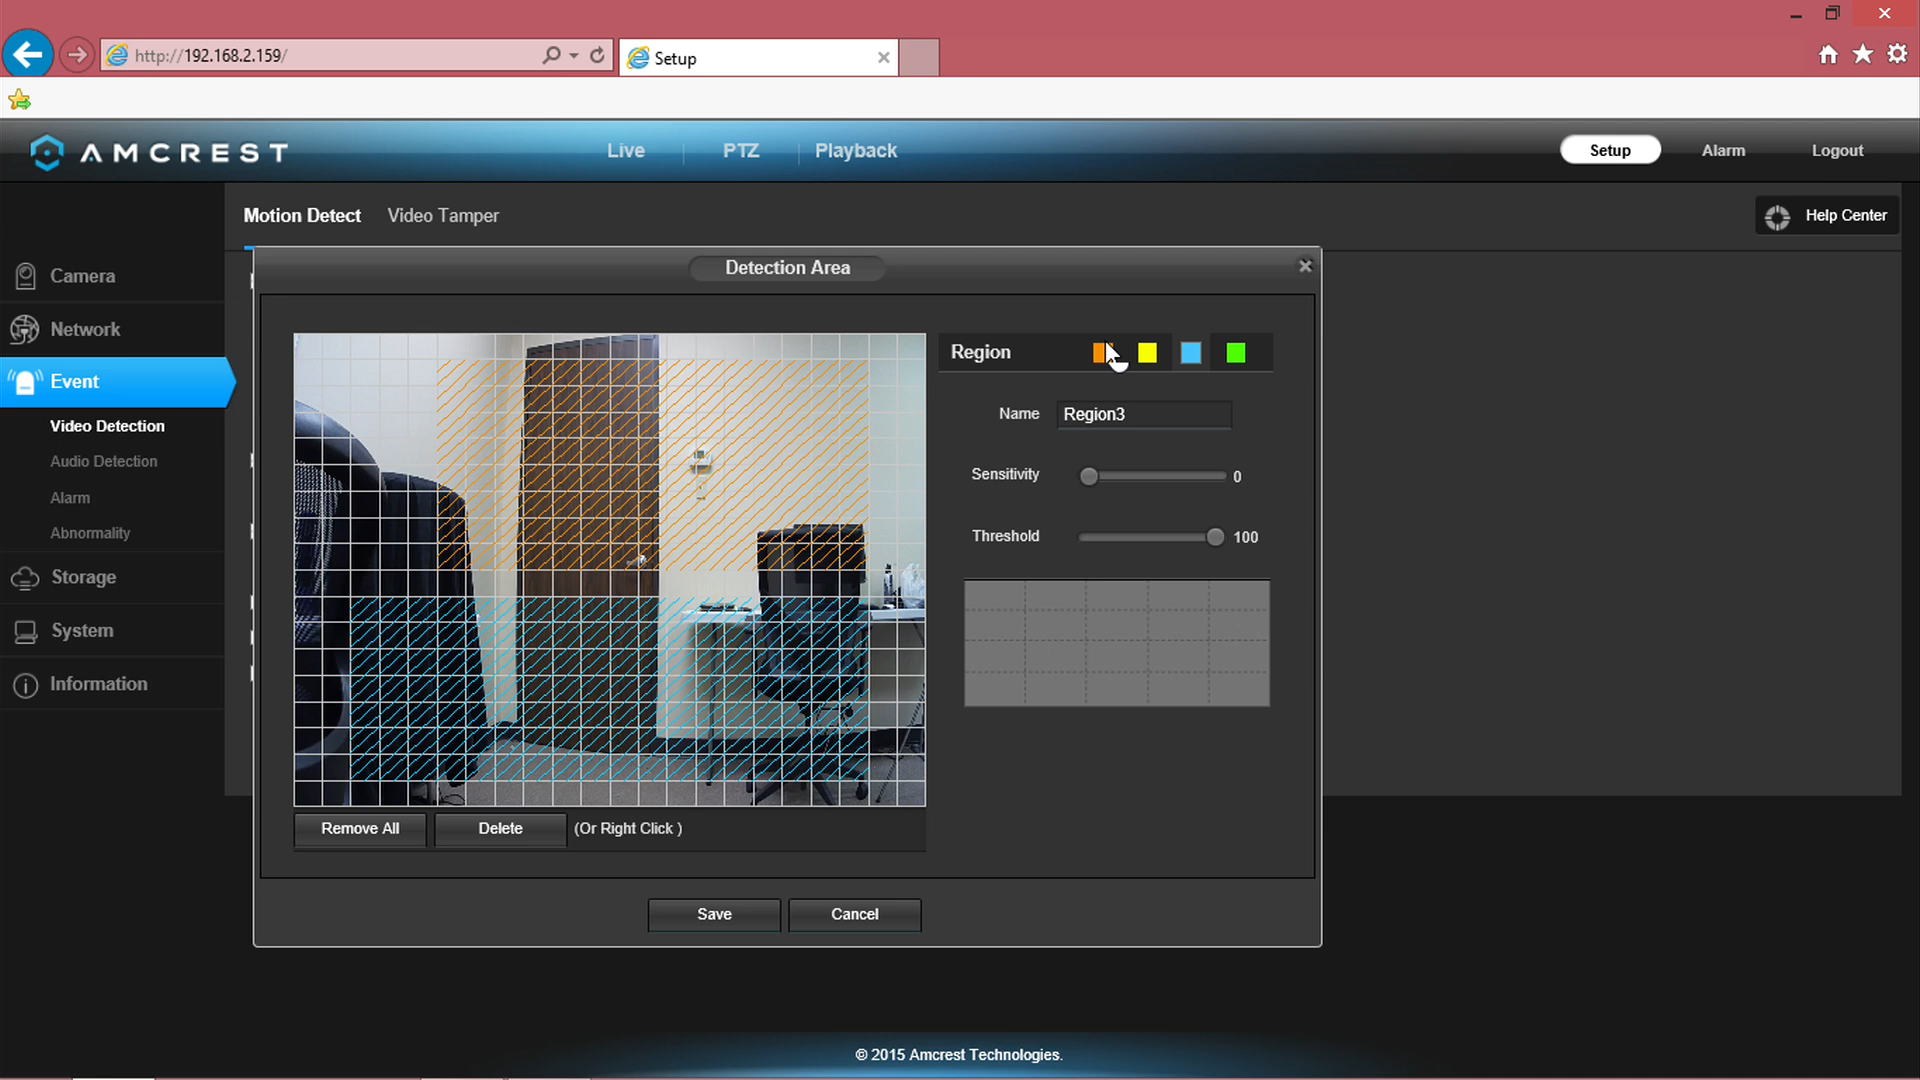 http://192.168.2.159/
Setup
AMCREST
Live
PTZ
Playback
Setup
Alarm
Logout
Motion Detect
Video Tamper
Help Center
Detection Area
Camera
Network
Event
Video Detection
Audio Detection
Alarm
Abnormality
Storage
System
Information
Region
Name
Region3
Sensitivity
0
Threshold
100
Remove All
Delete
(Or Right Click )
Save
Cancel
© 2015 Amcrest Technologies.